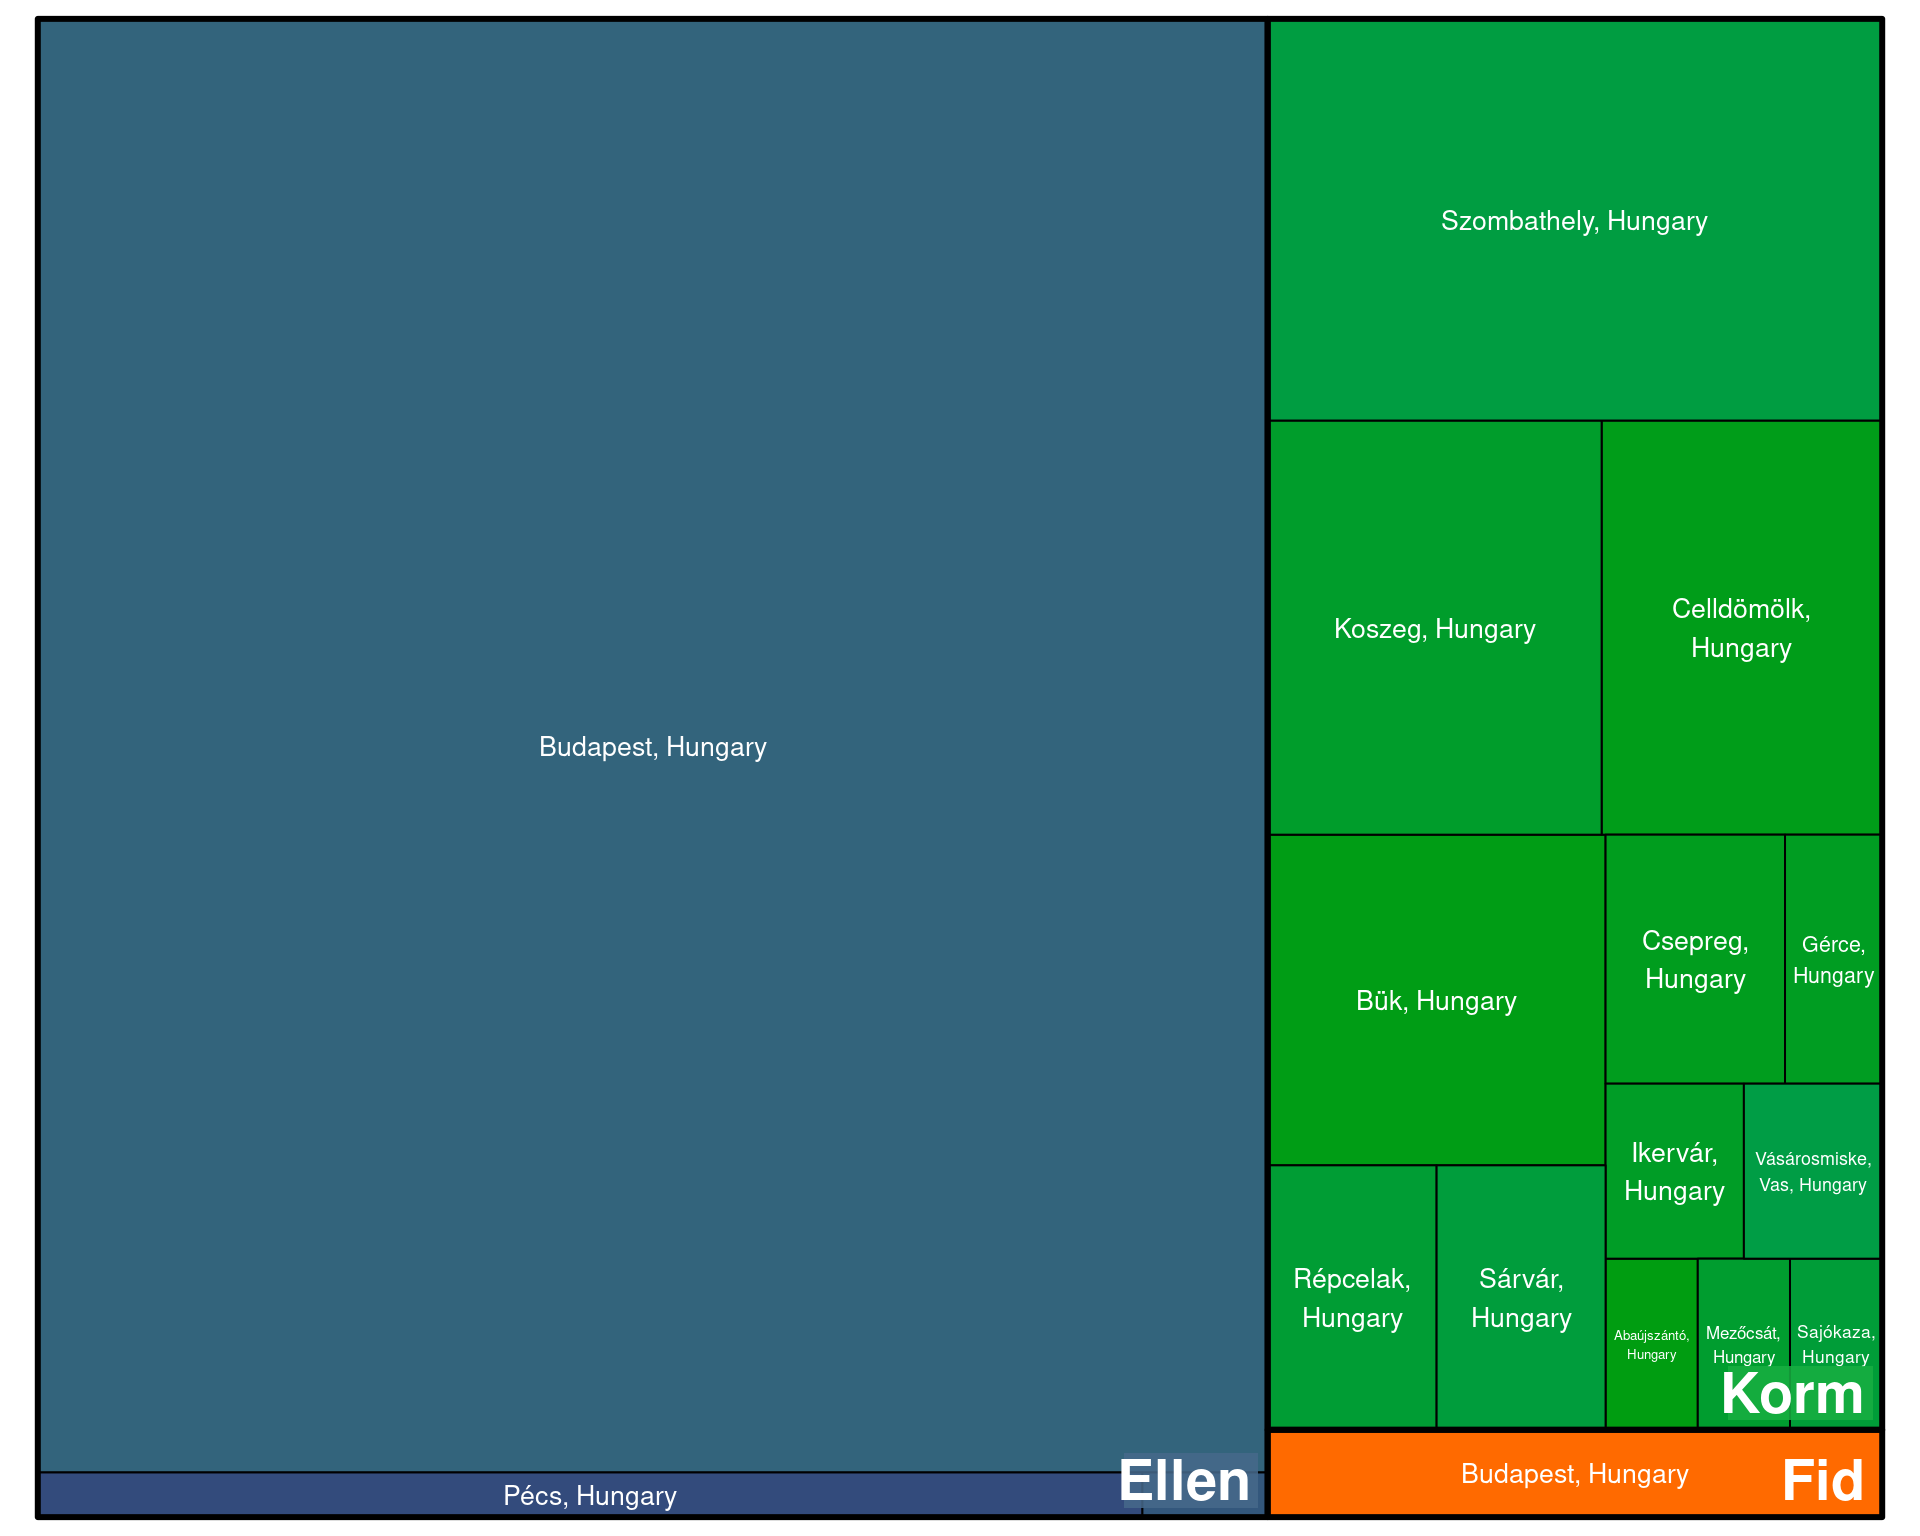 Budapest, Hungary
Pécs, Hungary
Ellen
Szombathely, Hungary
Koszeg, Hungary
Celldömölk,
Hungary
Bük, Hungary
Csepreg,
Hungary
Gérce,
Hungary
Ikervár,
Hungary
Vásárosmiske,
Vas, Hungary
Répcelak,
Hungary
Sárvár,
Hungary
Abaújszántó,
Hungary
Mezőcsát,
Hungary
Sajókaza,
Hungary
Korm
Budapest, Hungary
Fid